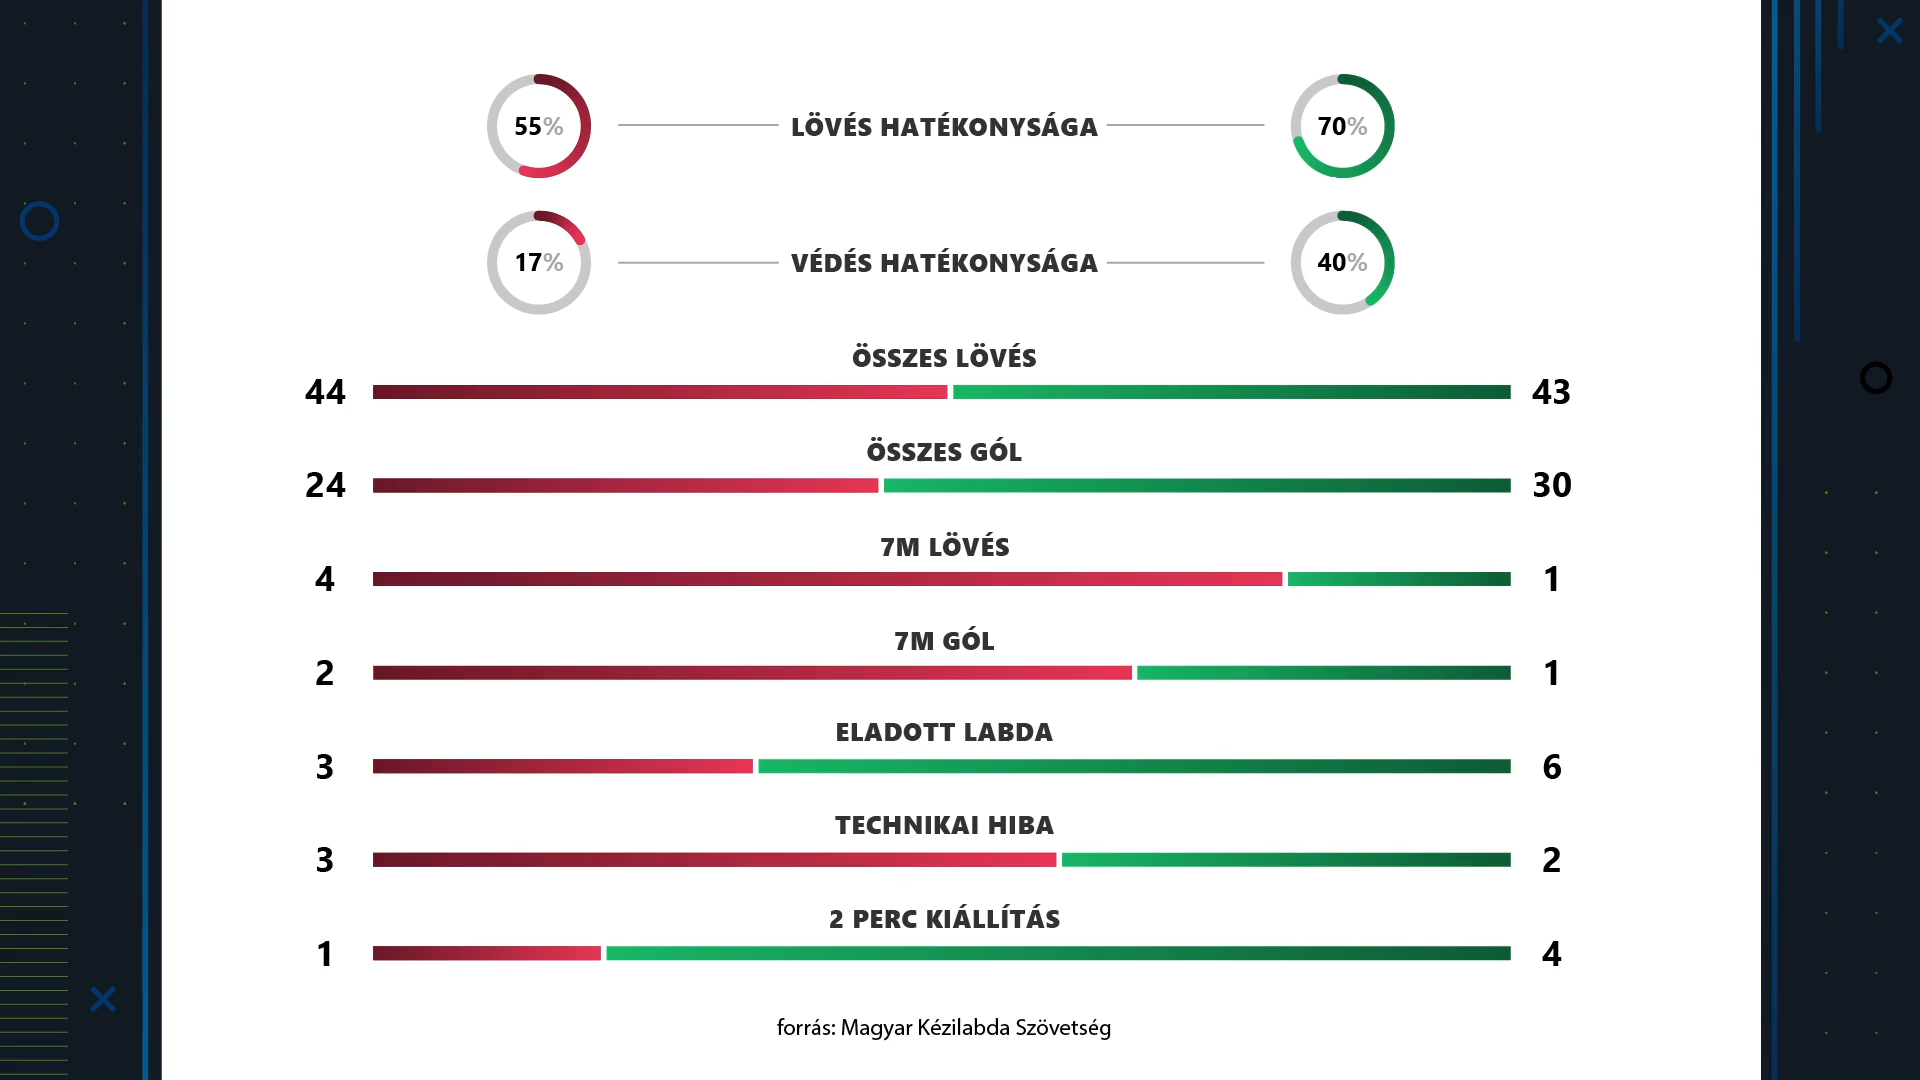 55% LÖVÉS HATÉKONYSÁGA 70%
17% VÉDÉS HATÉKONYSÁGA 40%
ÖSSZES LÖVÉS
44 43
ÖSSZES GÓL
24 30
7M LÖVÉS
4 1
7M GÓL
2 1
ELADOTT LABDA
3 6
TECHNIKAI HIBA
3 2
2 PERC KIÁLLÍTÁS
1 4
forrás: Magyar Kézilabda Szövetség